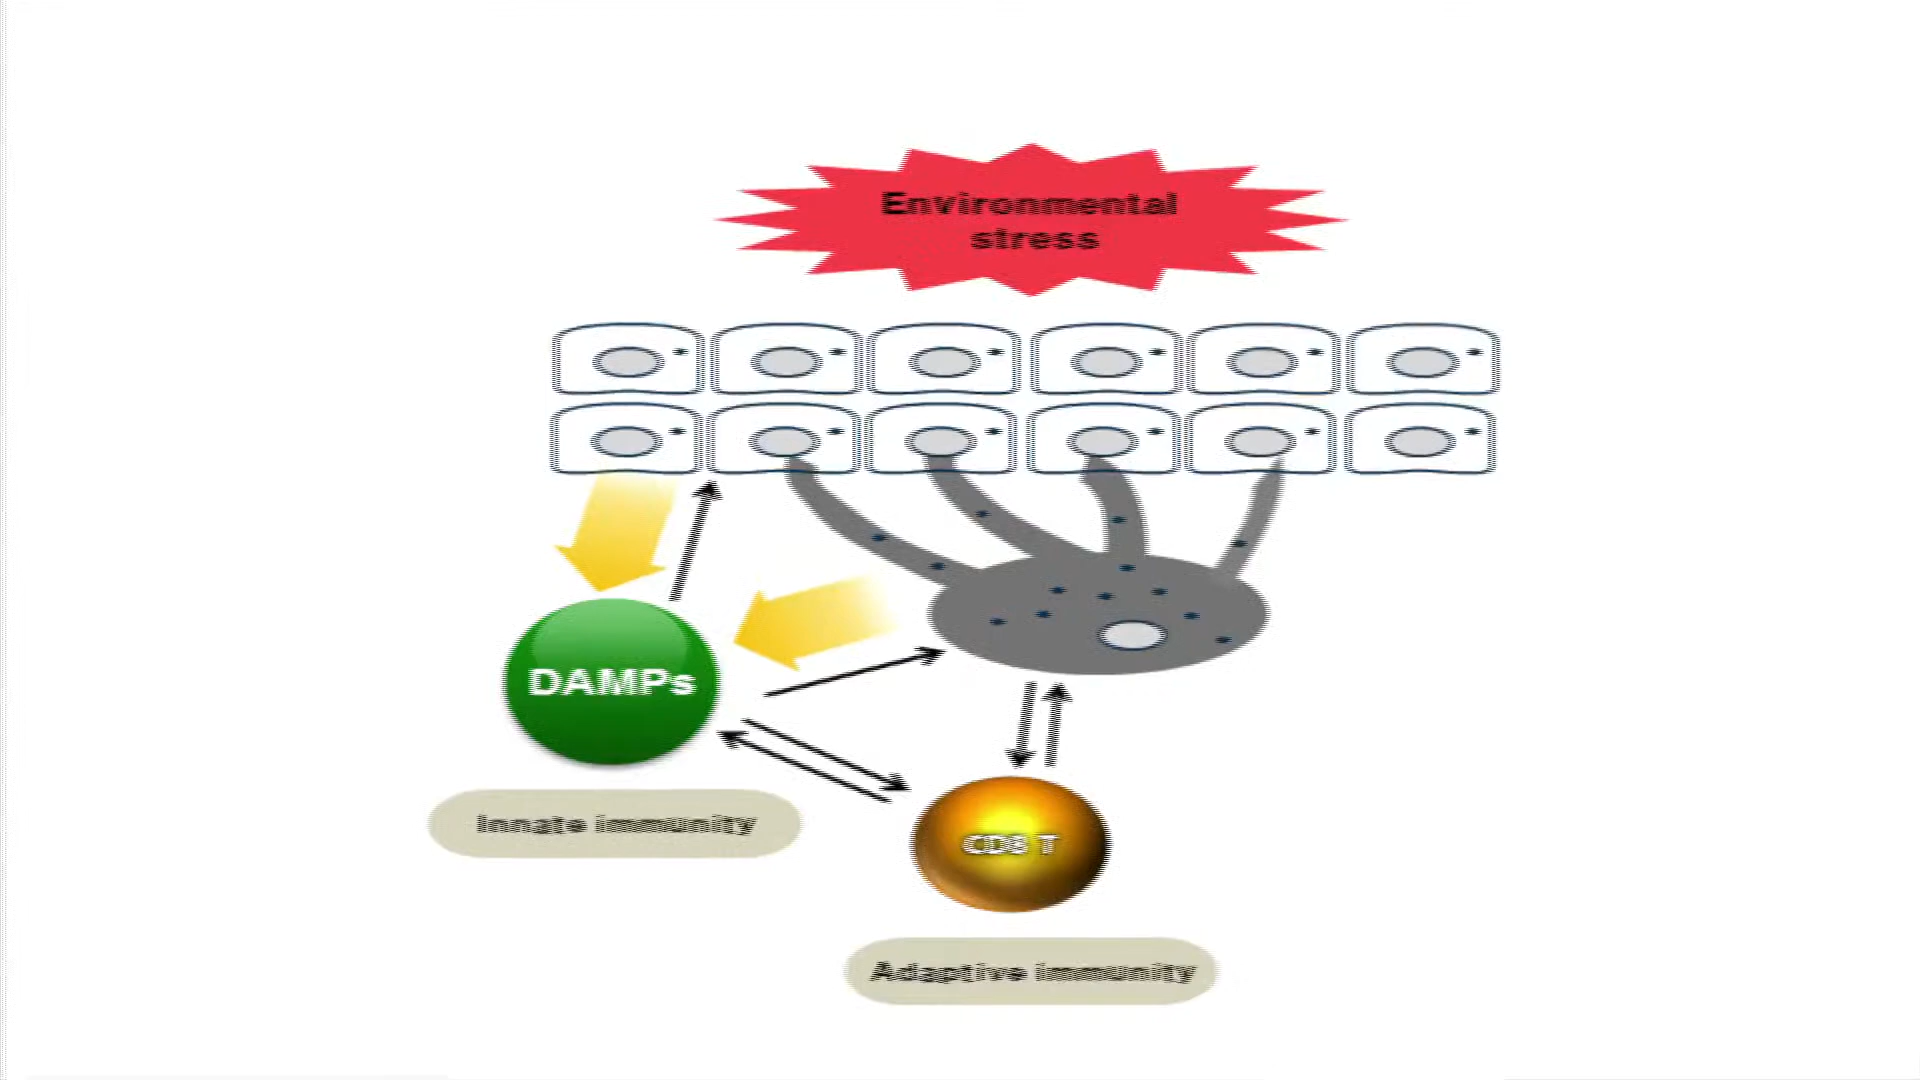 Environmental
stress
DAMPs
Innate immunity
CD8 T
Adaptive immunity